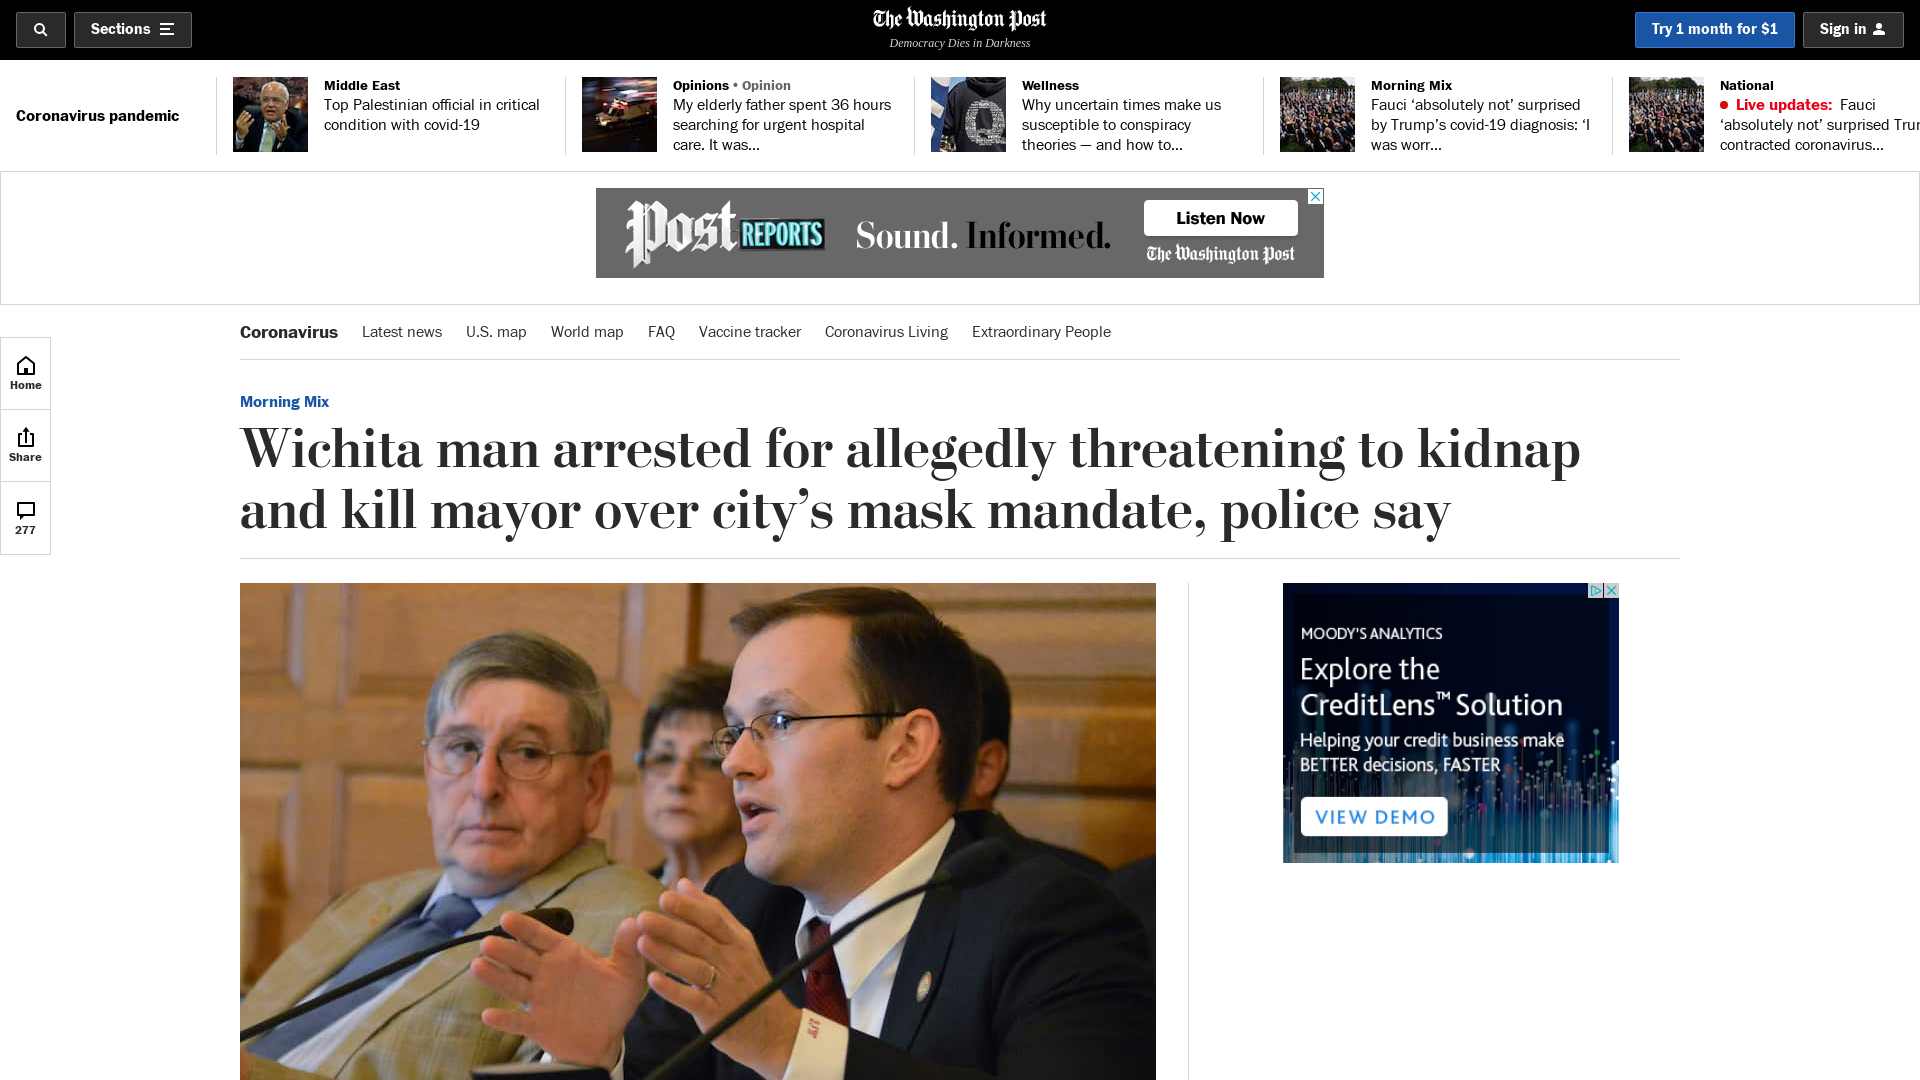 Sections
The Washington Post
Democracy Dies in Darkness
Try 1 month for $1
Sign in
Coronavirus pandemic
Middle East
Top Palestinian official in critical
condition with covid-19
Opinions • Opinion
My elderly father spent 36 hours
searching for urgent hospital
care. It was...
Wellness
Why uncertain times make us
susceptible to conspiracy
theories — and how to...
Morning Mix
Fauci ‘absolutely not’ surprised
by Trump’s covid-19 diagnosis: ‘I
was worr...
National
Live updates: Fauci
‘absolutely not’ surprised Tru
contracted coronavirus...
Post REPORTS
Sound. Informed.
Listen Now
The Washington Post
Coronavirus Latest news U.S. map World map FAQ Vaccine tracker Coronavirus Living Extraordinary People
Home
Share
277
Morning Mix
Wichita man arrested for allegedly threatening to kidnap
and kill mayor over city’s mask mandate, police say
MOODY'S ANALYTICS
Explore the
CreditLens™ Solution
Helping your credit business make
BETTER decisions, FASTER
VIEW DEMO